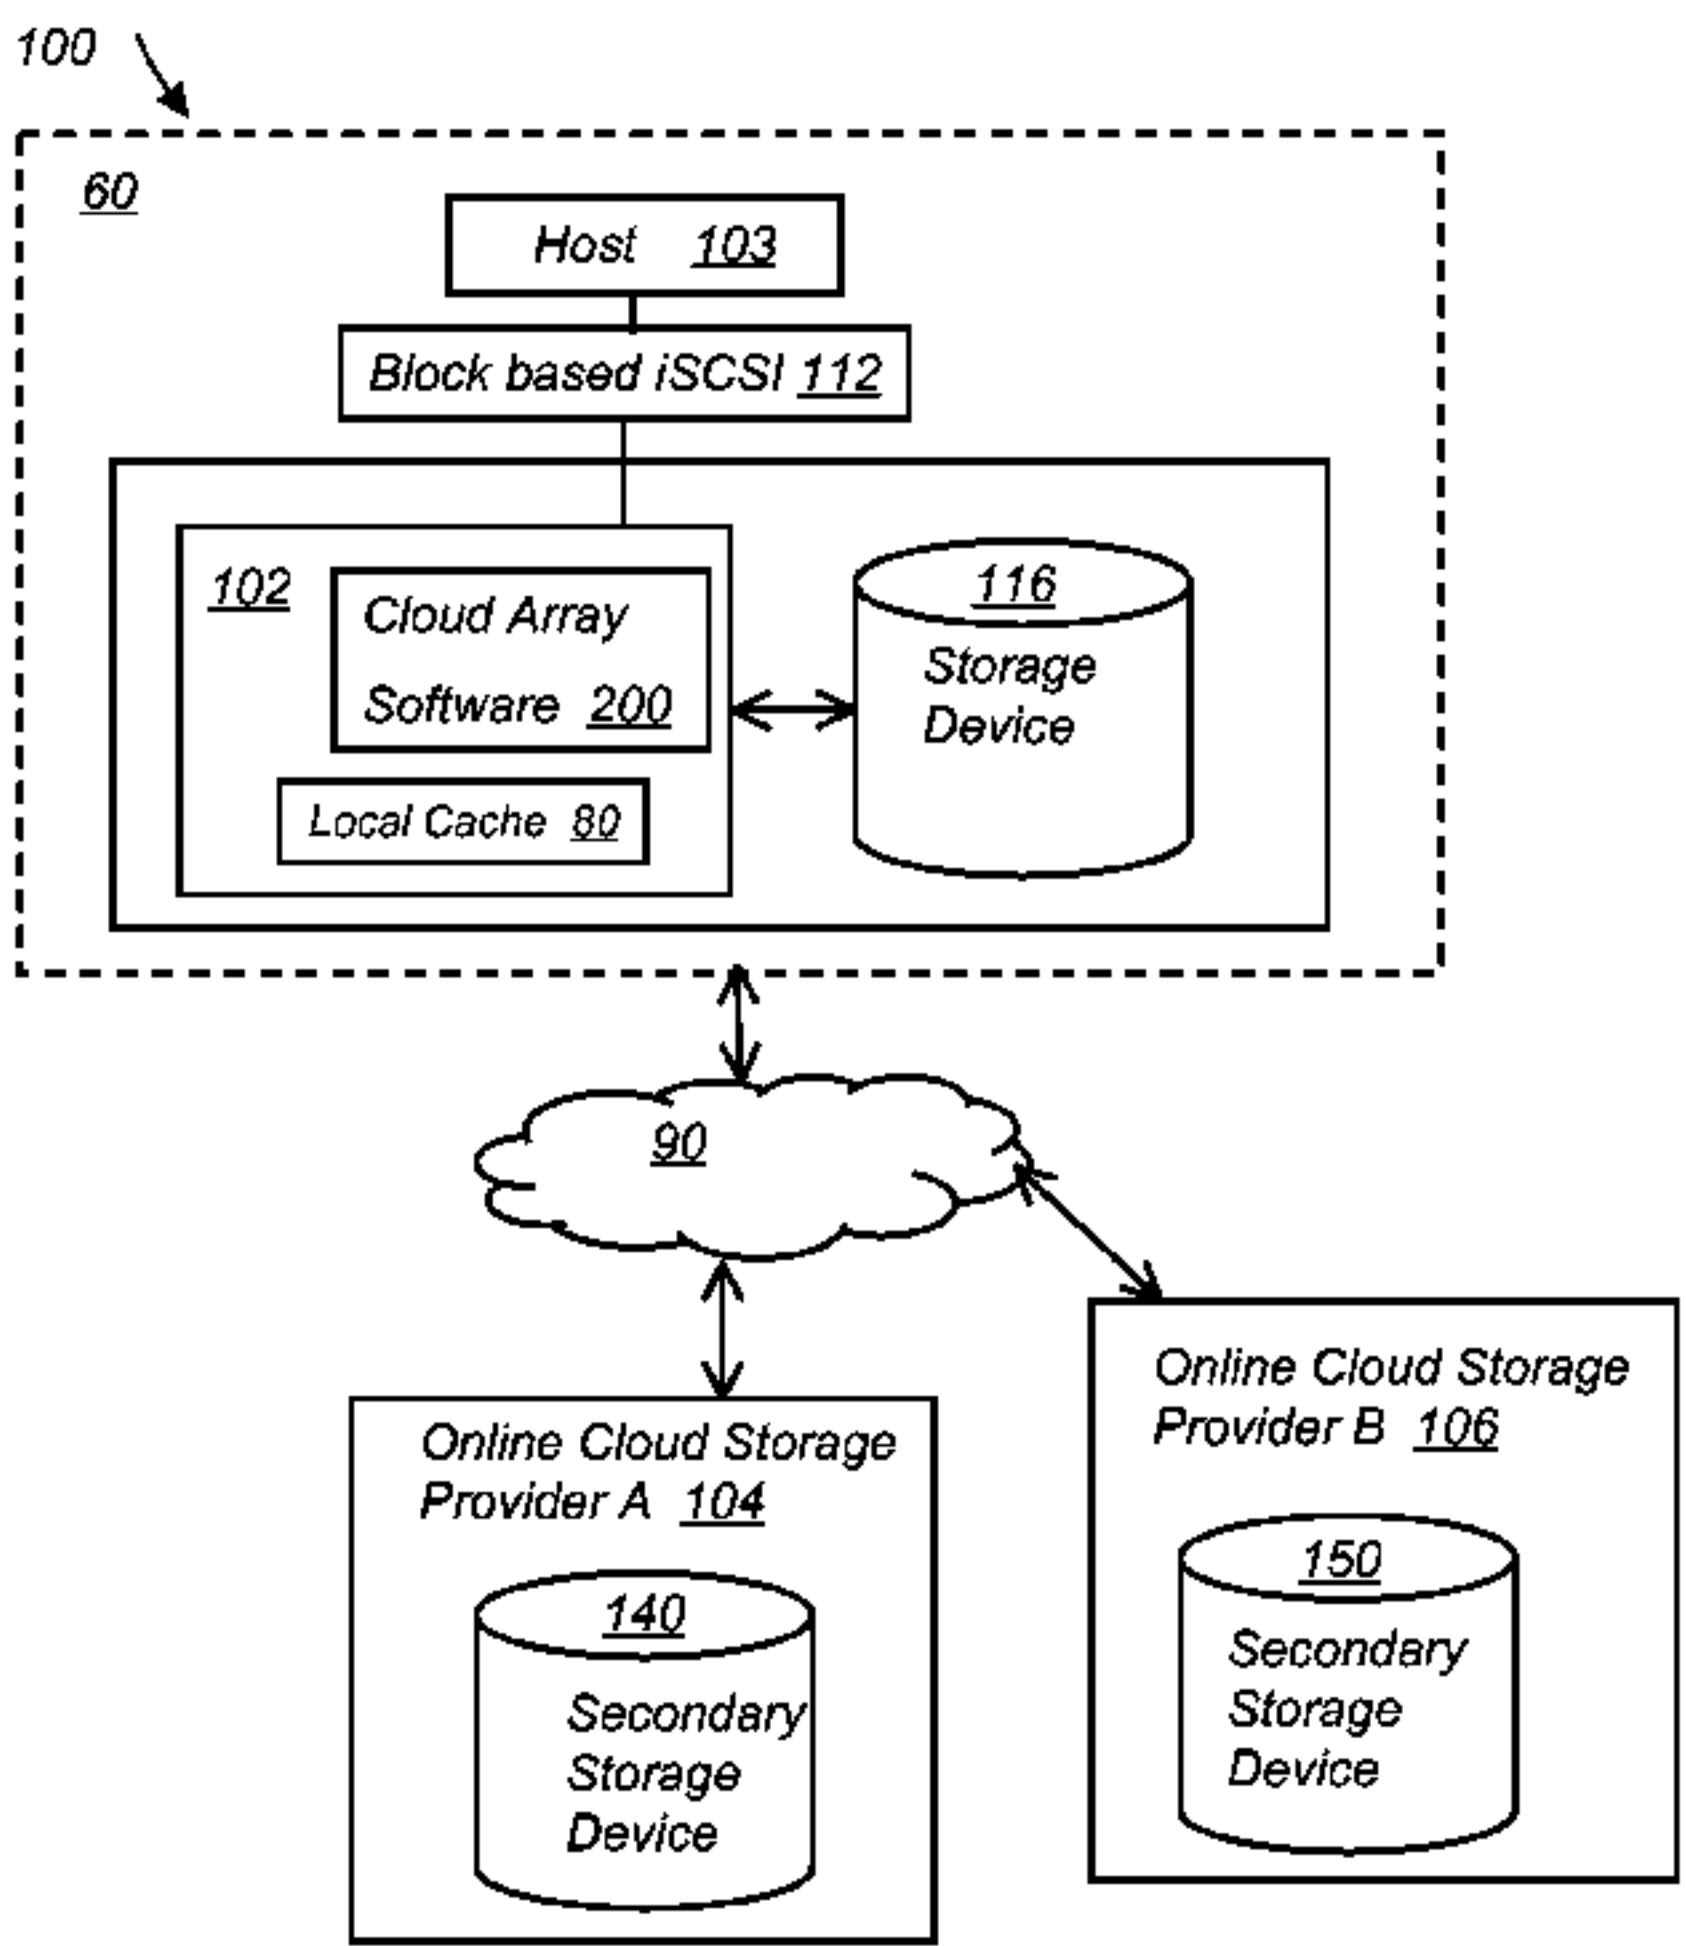 100
60
Host 103
Block based iSCSI 112
102
Cloud Array
Software 200
Local Cache 80
116
Storage
Device
90
Online Cloud Storage
Provider A 104
140
Secondary
Storage
Device
Online Cloud Storage
Provider B 106
150
Secondary
Storage
Device